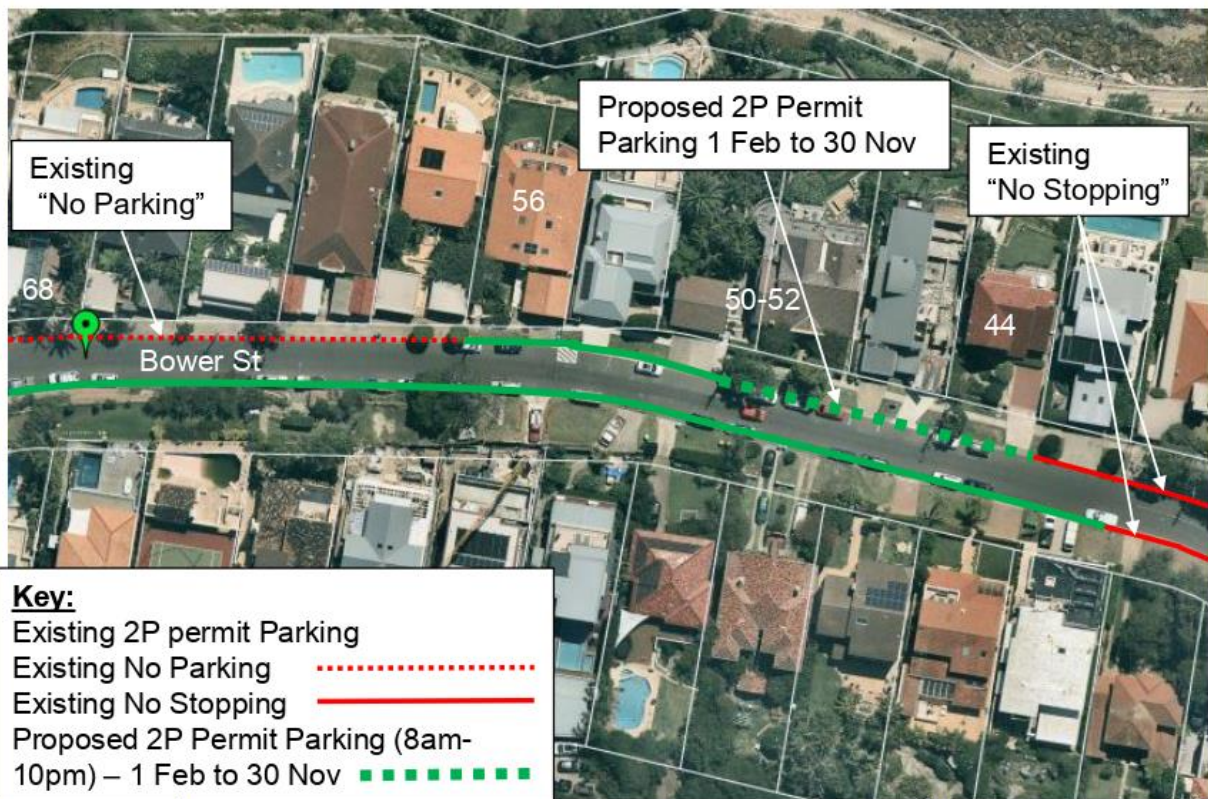 Proposed 2P Permit
Parking 1 Feb to 30 Nov
Existing
“No Stopping”
Existing
“No Parking”
56
68
50-52
44
Bower St
Key:
Existing 2P permit Parking
Existing No Parking
Existing No Stopping
Proposed 2P Permit Parking (8am-
10pm) – 1 Feb to 30 Nov